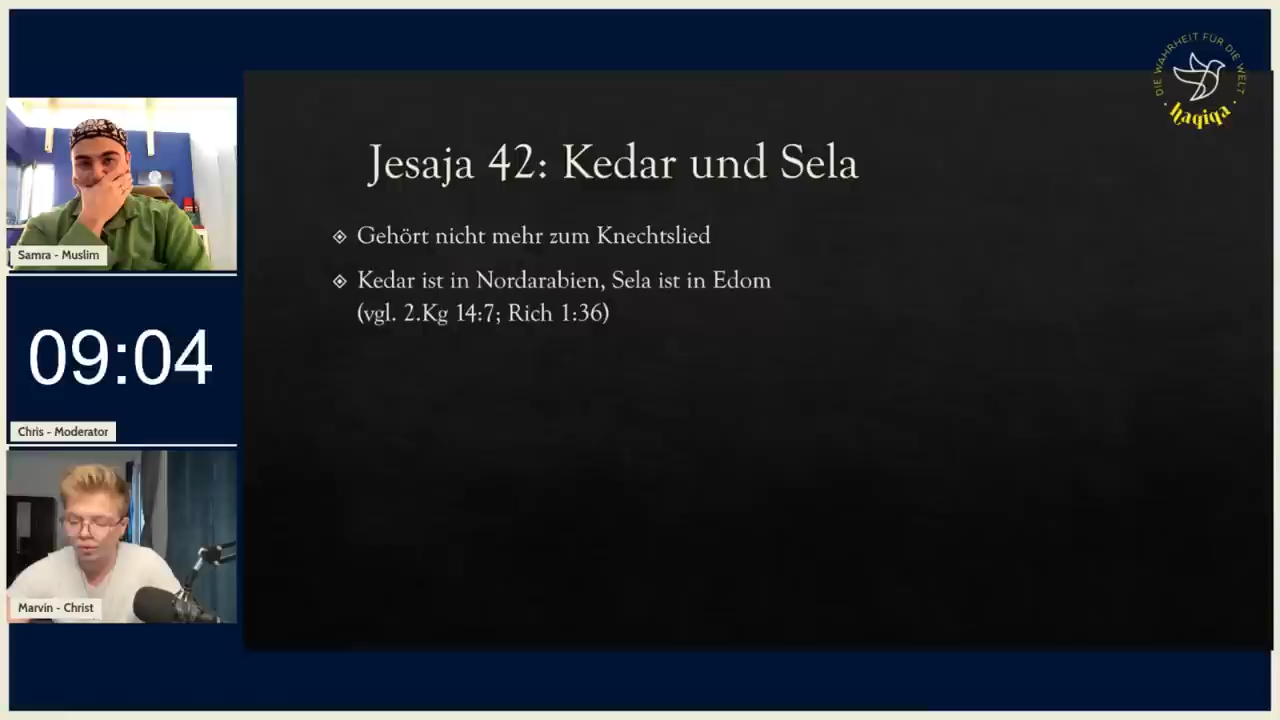 DIE WAHRHEIT FÜR DIE WELT
haqiqa
Samra - Muslim
09:04
Chris - Moderator
Marvin - Christ
Jesaja 42: Kedar und Sela
Gehört nicht mehr zum Knechtslied
Kedar ist in Nordarabien, Sela ist in Edom
(vgl. 2.Kg 14:7; Rich 1:36)